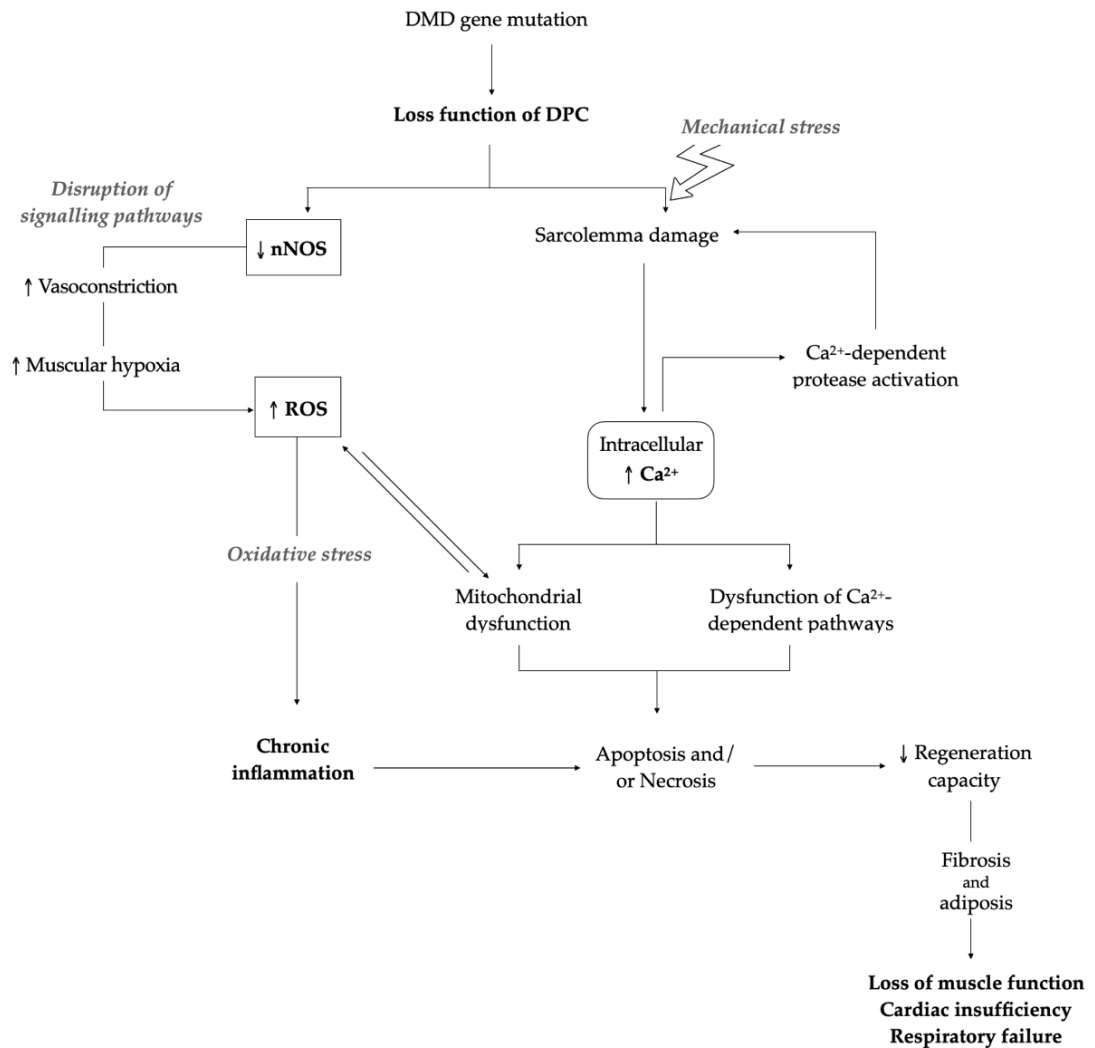 DMD gene mutation
Loss function of DPC
Mechanical stress
Disruption of
signalling pathways
↓ nNOS
Sarcolemma damage
↑ Vasoconstriction
↑ Muscular hypoxia
Ca²⁺-dependent
protease activation
↑ ROS
Intracellular
↑ Ca²⁺
Oxidative stress
Mitochondrial
dysfunction
Dysfunction of Ca²⁺-
dependent pathways
Chronic
inflammation
Apoptosis and/
or Necrosis
↓ Regeneration
capacity
Fibrosis
and
adiposis
Loss of muscle function
Cardiac insufficiency
Respiratory failure